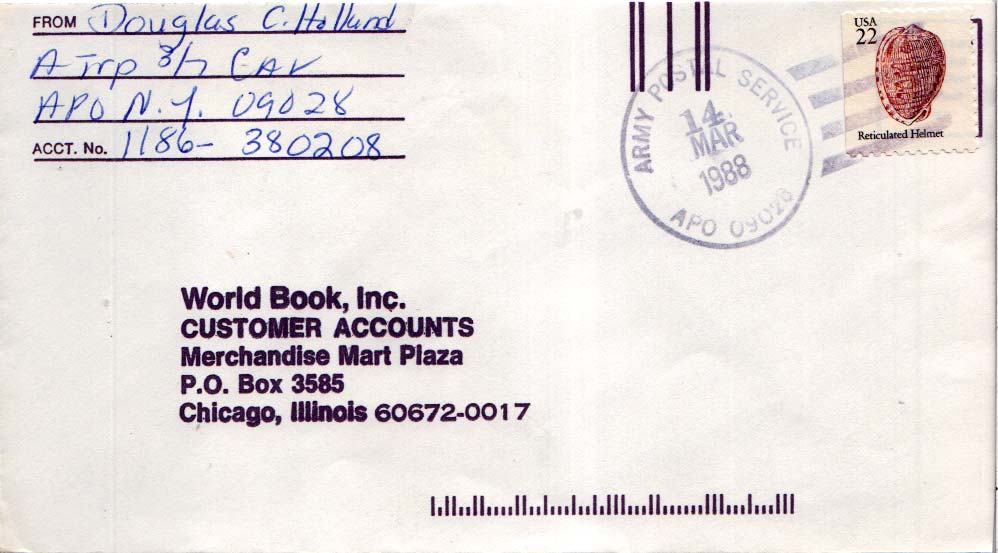 FROM Douglas C. Holland
A Trp 3/7 CAV
APO N.Y. 09028
ACCT. No. 1186- 380208
ARMY POSTAL SERVICE
14
MAR
1988
APO 09028
USA
22
Reticulated Helmet
World Book, Inc.
CUSTOMER ACCOUNTS
Merchandise Mart Plaza
P.O. Box 3585
Chicago, Illinois 60672-0017